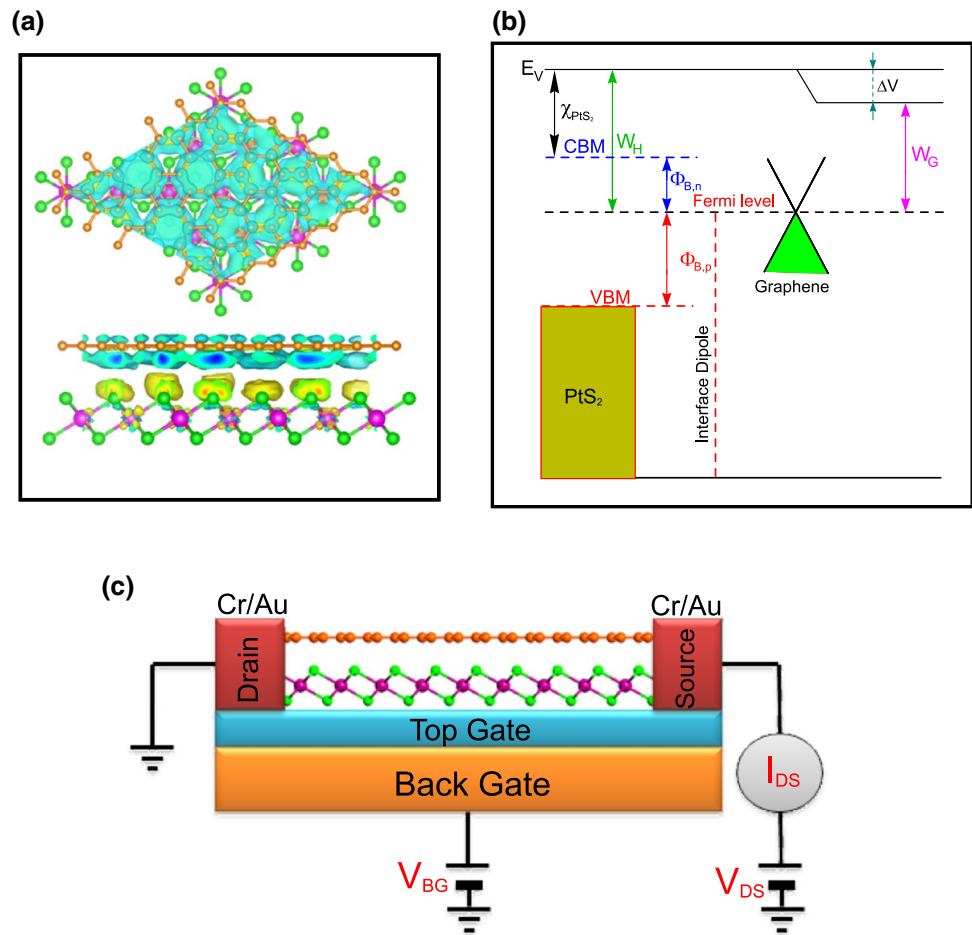 (a)
(b)
E_V
ΔV
χ_PtS₂
W_H
W_G
CBM
Φ_B,n
Fermi level
Φ_B,p
Graphene
VBM
PtS₂
Interface Dipole
(c)
Cr/Au
Cr/Au
Drain
Source
Top Gate
Back Gate
I_DS
V_BG
V_DS